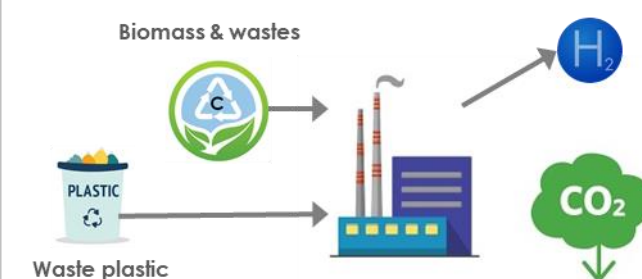 Biomass & wastes
H₂
C
PLASTIC
CO₂
Waste plastic